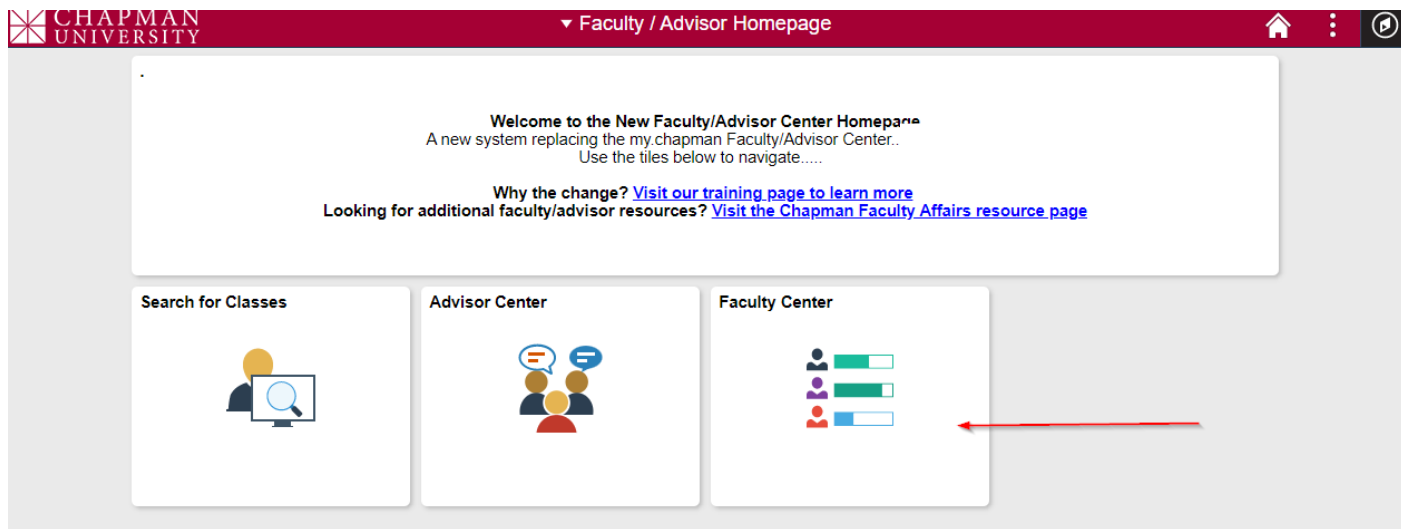 CHAPMAN
UNIVERSITY
Faculty / Advisor Homepage
.
Welcome to the New Faculty/Advisor Center
A new system replacing the my.chapman Faculty/Advisor Center..
Use the tiles below to navigate.....
Why the change? Visit our training page to learn more
Looking for additional faculty/advisor resources? Visit the Chapman Faculty Affairs resource page
Search for Classes
Advisor Center
Faculty Center